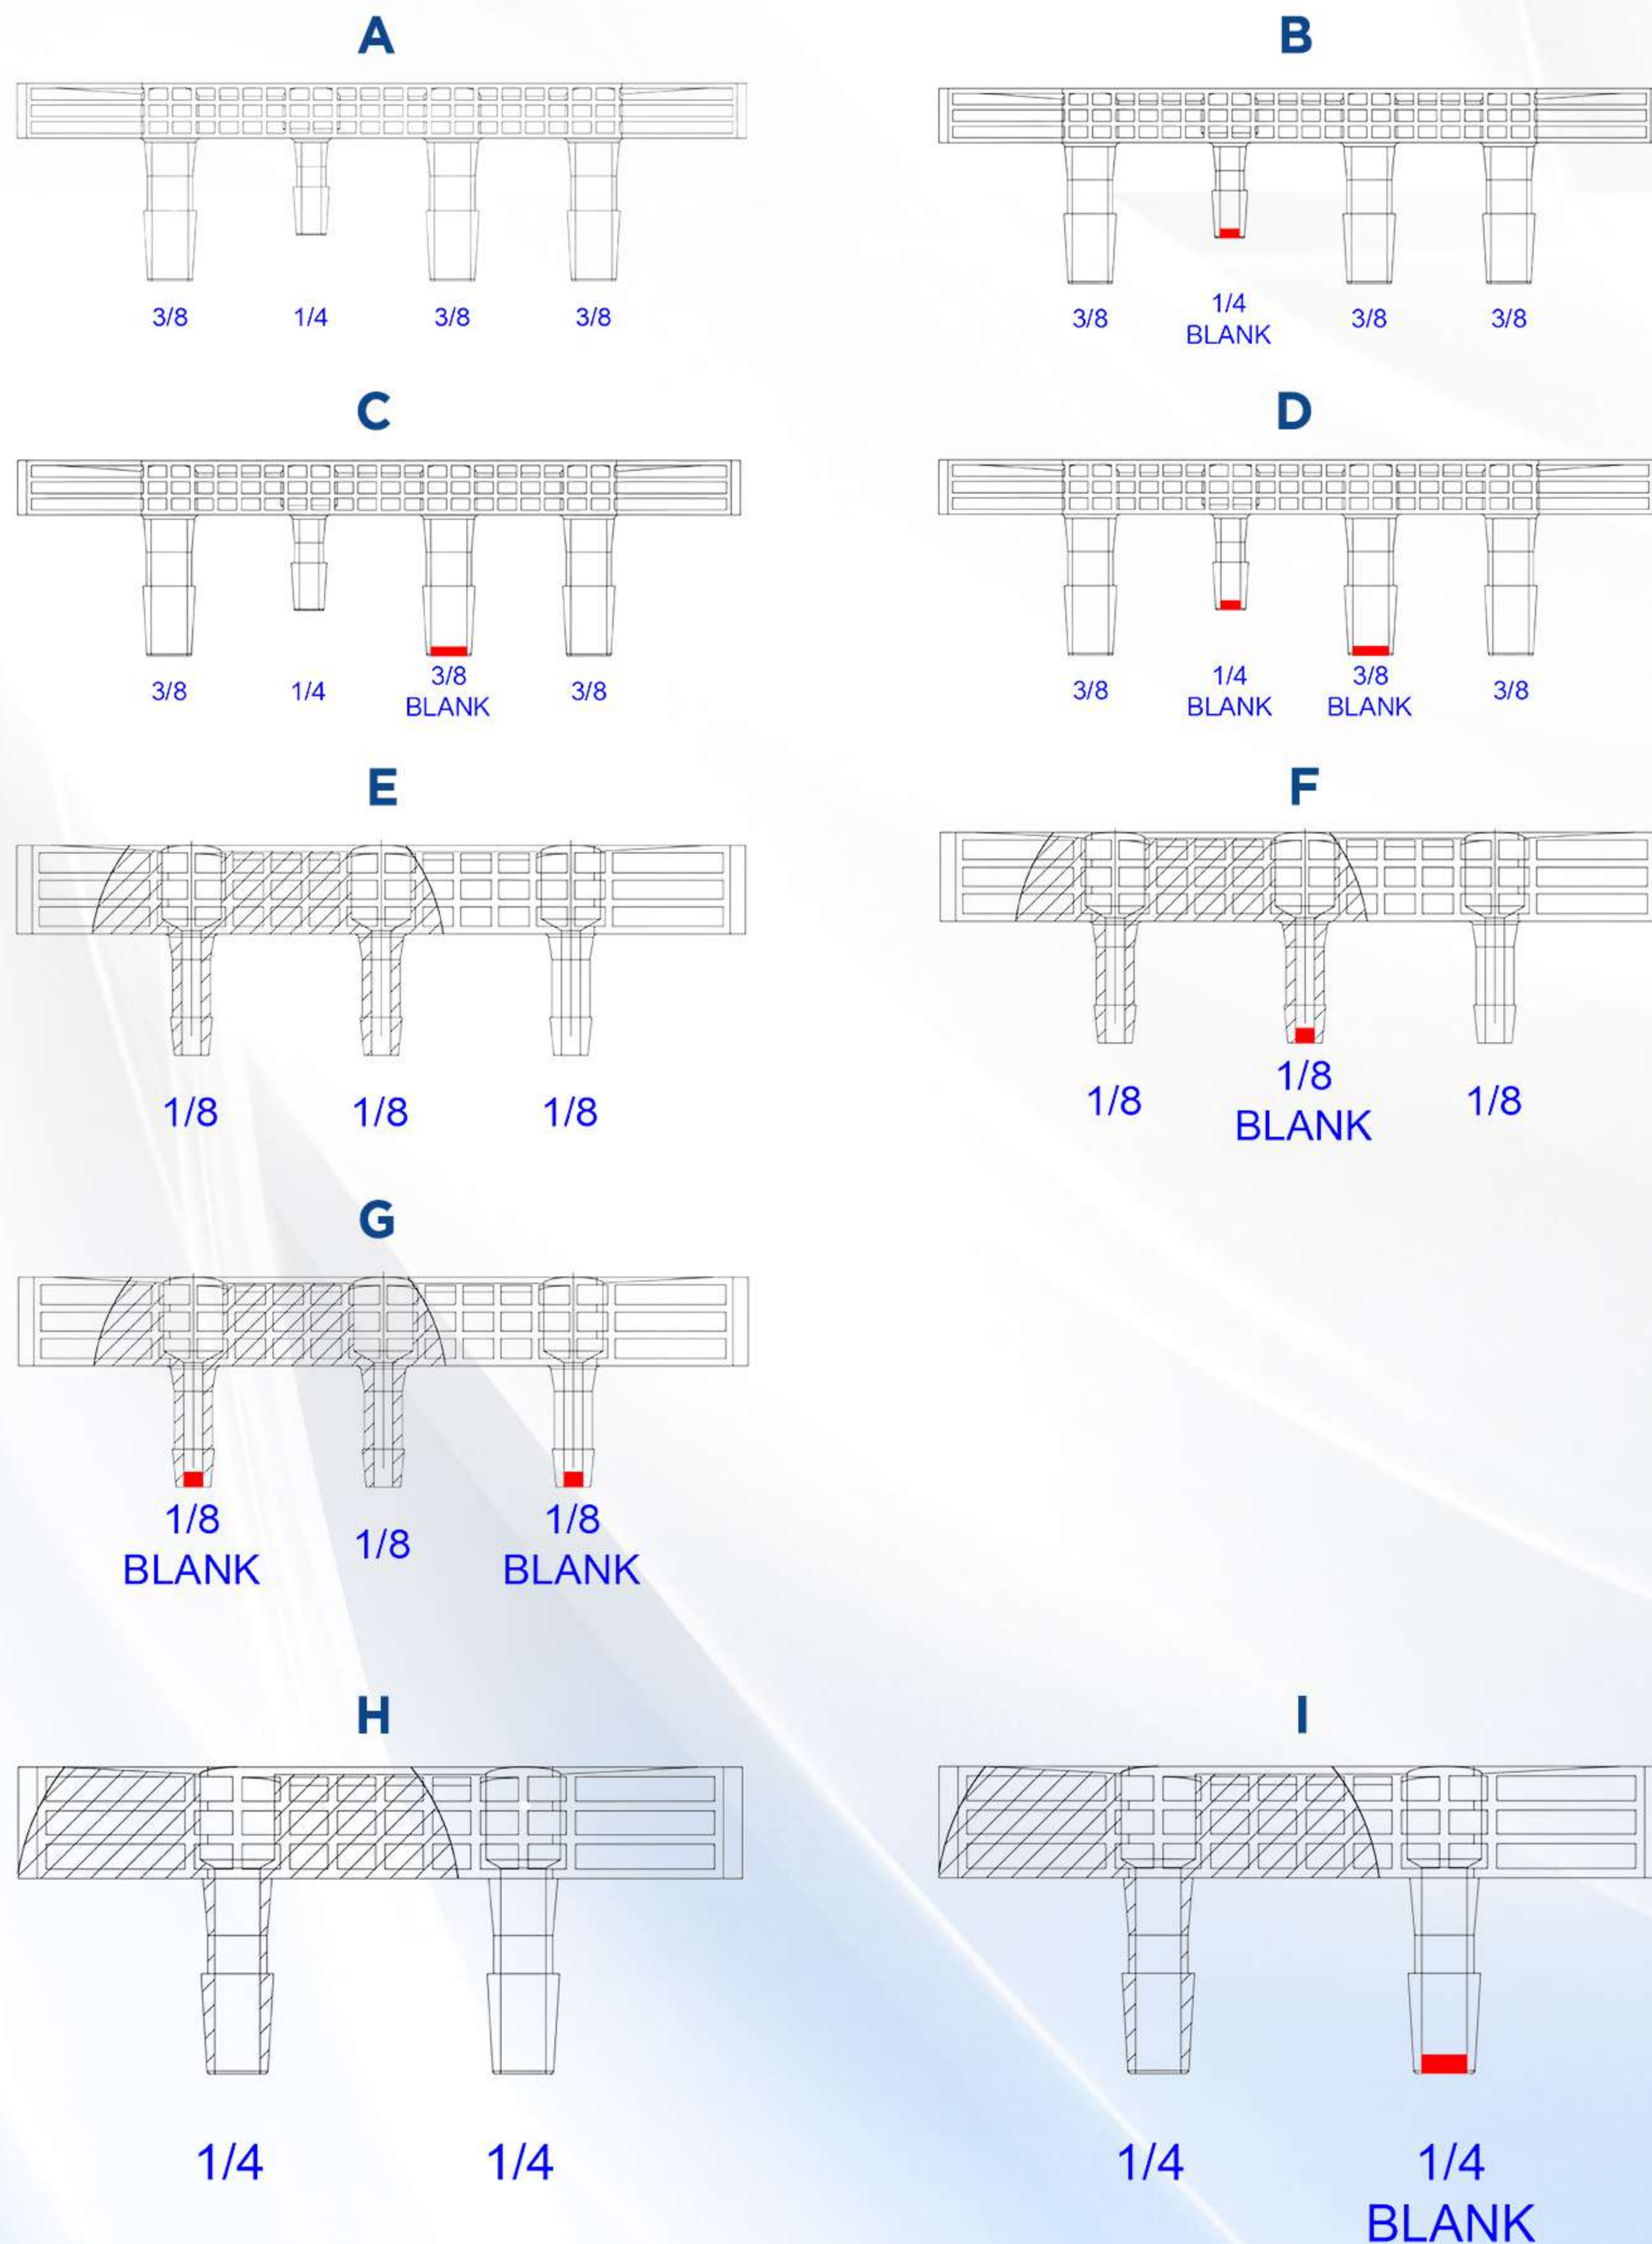 A
3/8 1/4 3/8 3/8
B
3/8 1/4 3/8 3/8
BLANK
C
3/8 1/4 3/8 3/8
BLANK
D
3/8 1/4 3/8 3/8
BLANK BLANK
E
1/8 1/8 1/8
F
1/8 1/8 1/8
BLANK
G
1/8 1/8 1/8
BLANK BLANK
H
1/4 1/4
I
1/4 1/4
BLANK